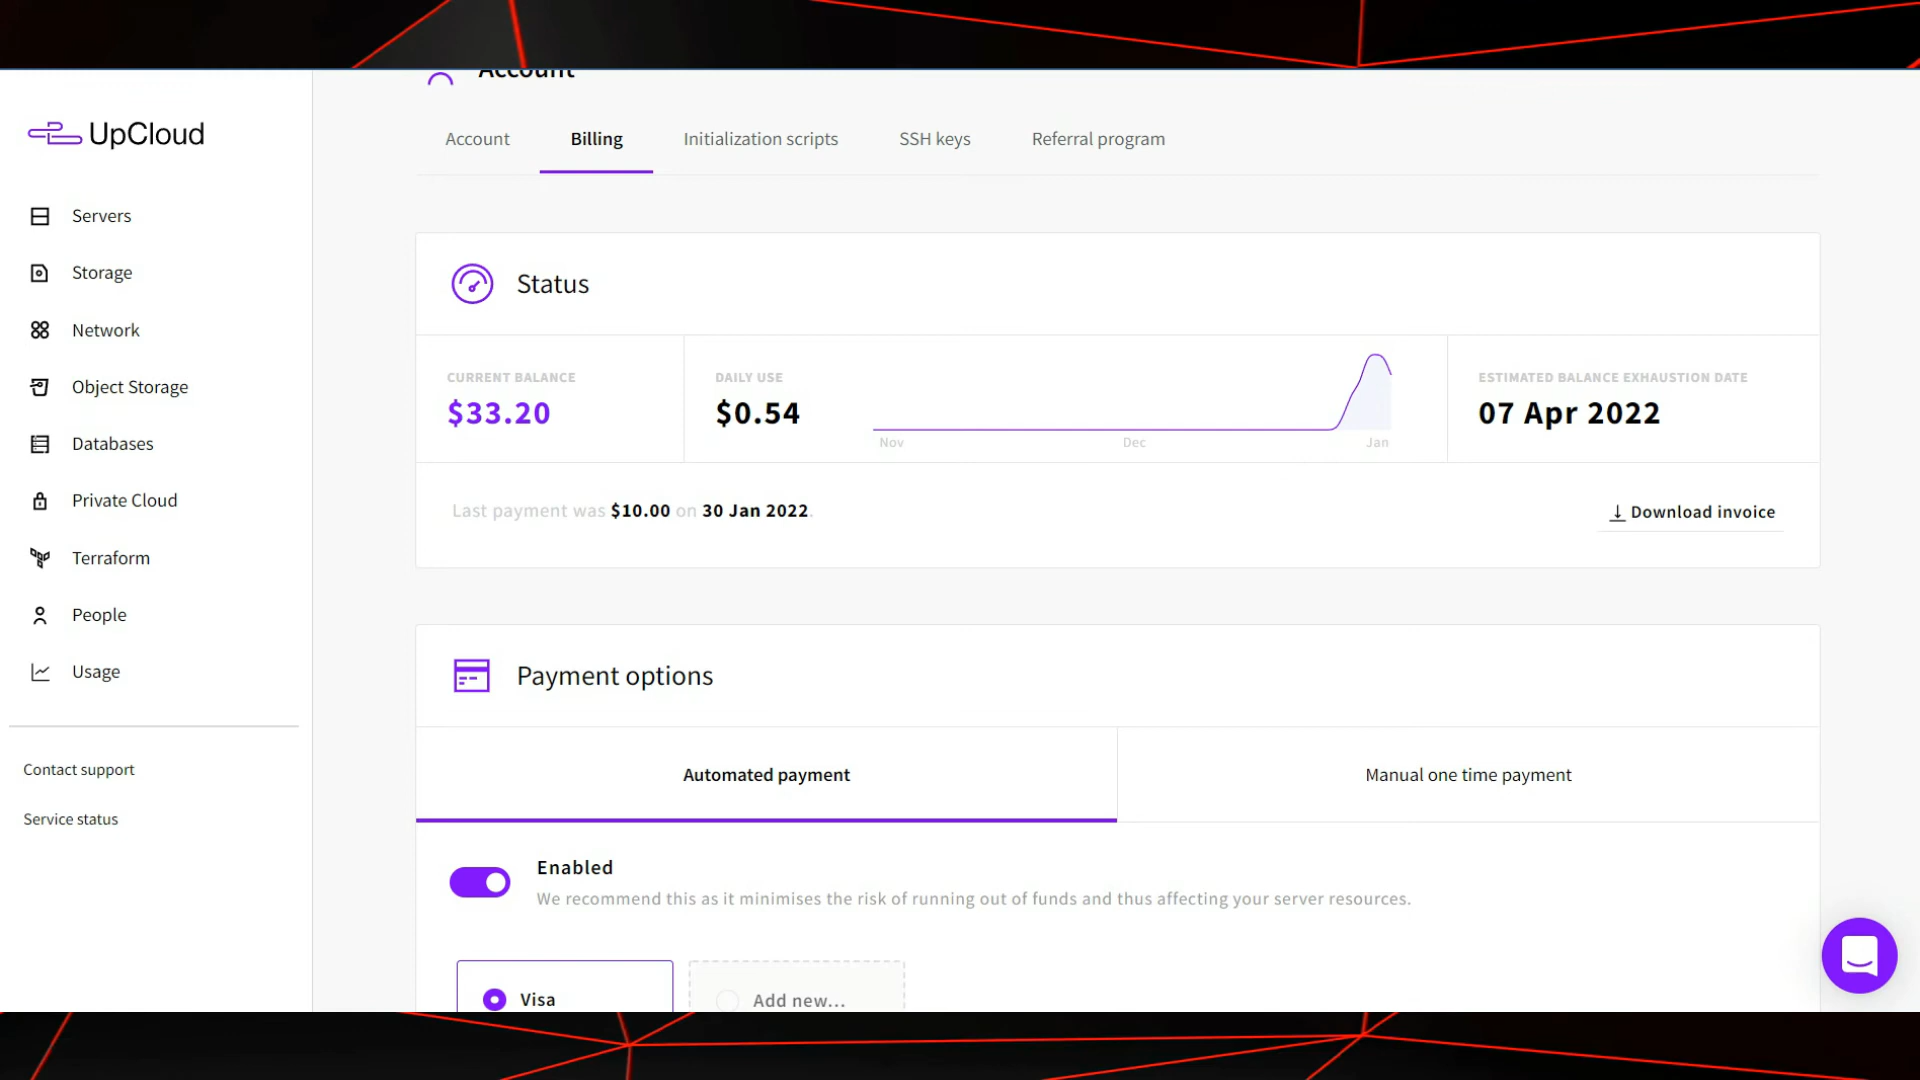 Account
UpCloud
Account Billing Initialization scripts SSH keys Referral program
Servers
Storage
Network
Object Storage
Databases
Private Cloud
Terraform
People
Usage
Contact support
Service status
Status
CURRENT BALANCE
$33.20
DAILY USE
$0.54
Nov Dec Jan
ESTIMATED BALANCE EXHAUSTION DATE
07 Apr 2022
Last payment was $10.00 on 30 Jan 2022.
Download invoice
Payment options
Automated payment
Manual one time payment
Enabled
We recommend this as it minimises the risk of running out of funds and thus affecting your server resources.
Visa
Add new...